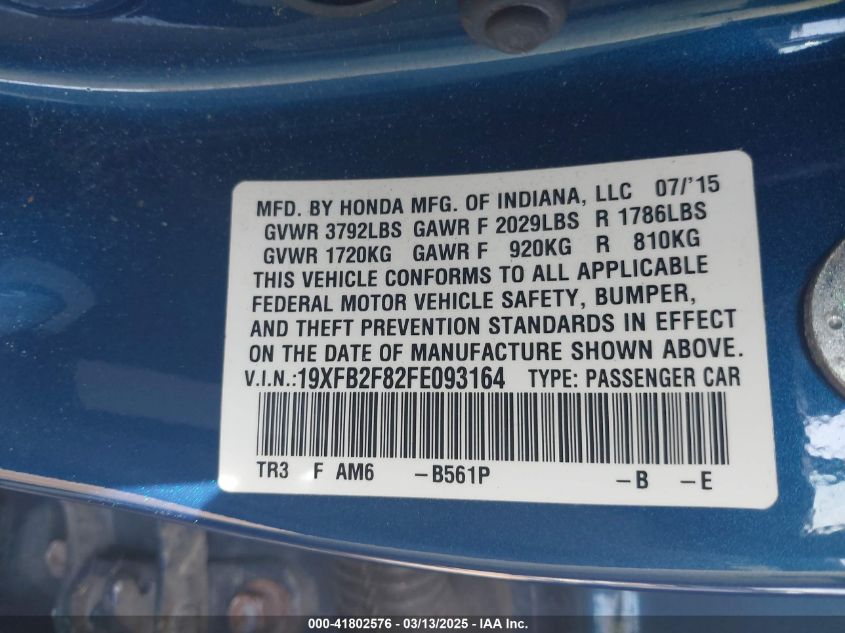 MFD. BY HONDA MFG. OF INDIANA, LLC 07/'15
GVWR 3792LBS GAWR F 2029LBS R 1786LBS
GVWR 1720KG GAWR F 920KG R 810KG
THIS VEHICLE CONFORMS TO ALL APPLICABLE
FEDERAL MOTOR VEHICLE SAFETY, BUMPER,
AND THEFT PREVENTION STANDARDS IN EFFECT
ON THE DATE OF MANUFACTURE SHOWN ABOVE.
V.I.N.:19XFB2F82FE093164 TYPE: PASSENGER CAR
TR3 F AM6 -B561P -B -E
000-41802576 - 03/13/2025 - IAA Inc.